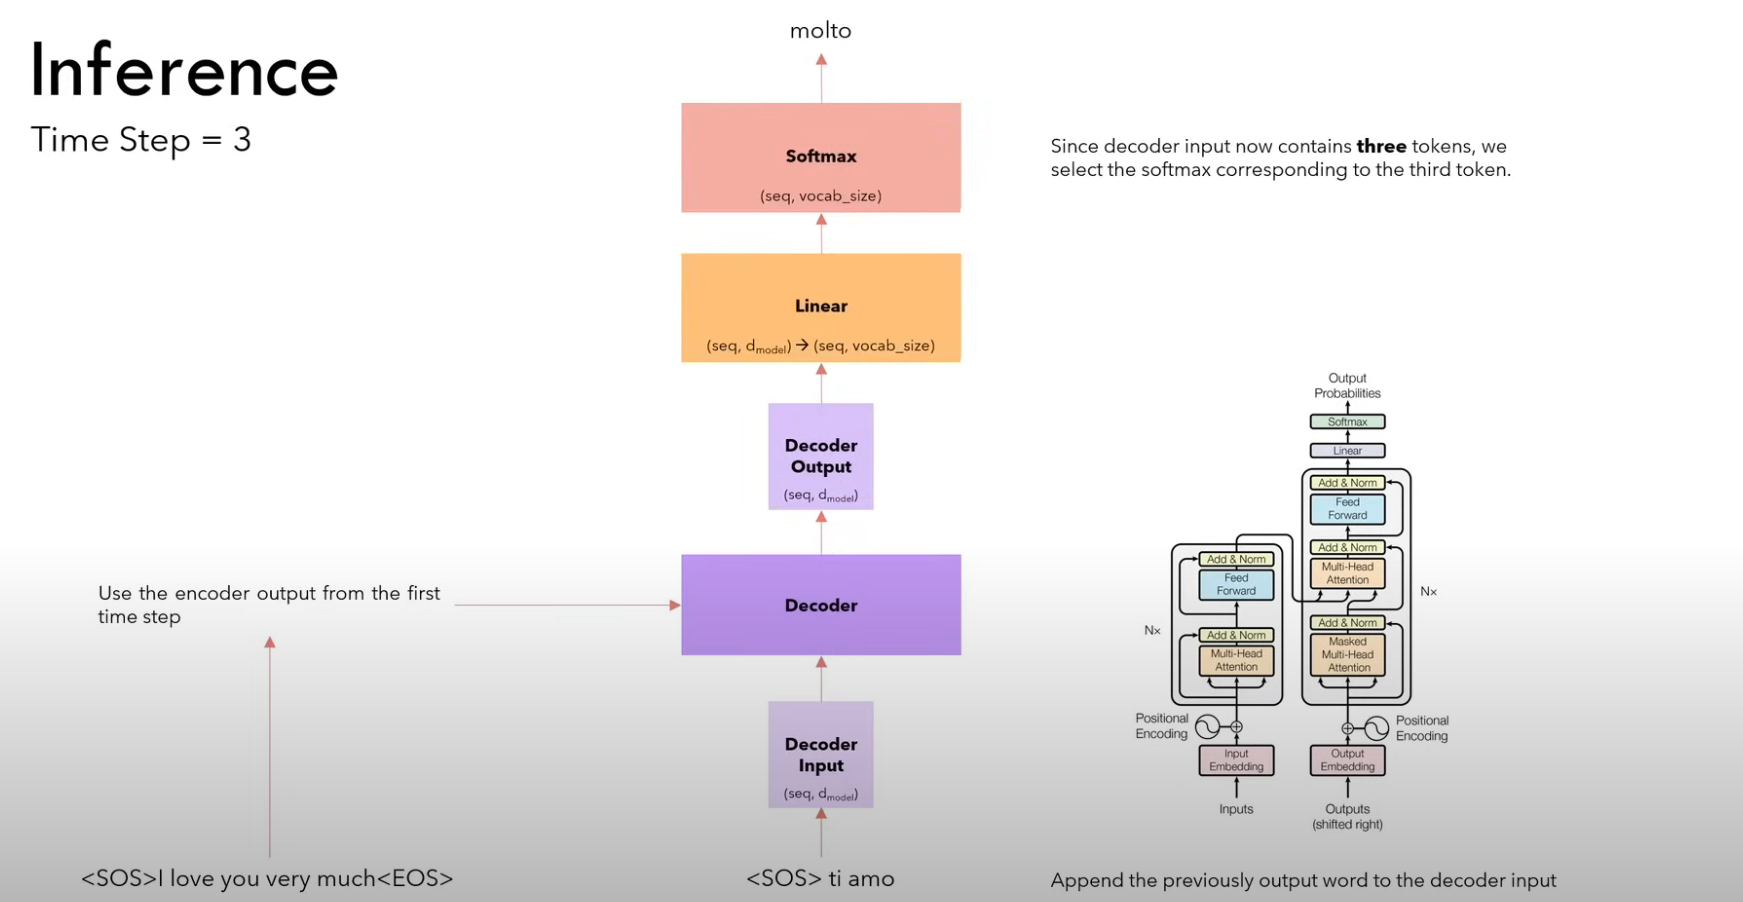 Inference
Time Step = 3
molto
Softmax
(seq, vocab_size)
Since decoder input now contains three tokens, we
select the softmax corresponding to the third token.
Linear
(seq, dmodel) → (seq, vocab_size)
Decoder
Output
(seq, dmodel)
Use the encoder output from the first
time step
Decoder
Decoder
Input
(seq, dmodel)
<SOS>I love you very much<EOS>
<SOS> ti amo
Output
Probabilities
Softmax
Linear
Add & Norm
Feed
Forward
Add & Norm
Multi-Head
Attention
Nx
Add & Norm
Masked
Multi-Head
Attention
Add & Norm
Feed
Forward
Nx
Add & Norm
Multi-Head
Attention
Positional
Encoding
Positional
Encoding
Input
Embedding
Output
Embedding
Inputs
Outputs
(shifted right)
Append the previously output word to the decoder input